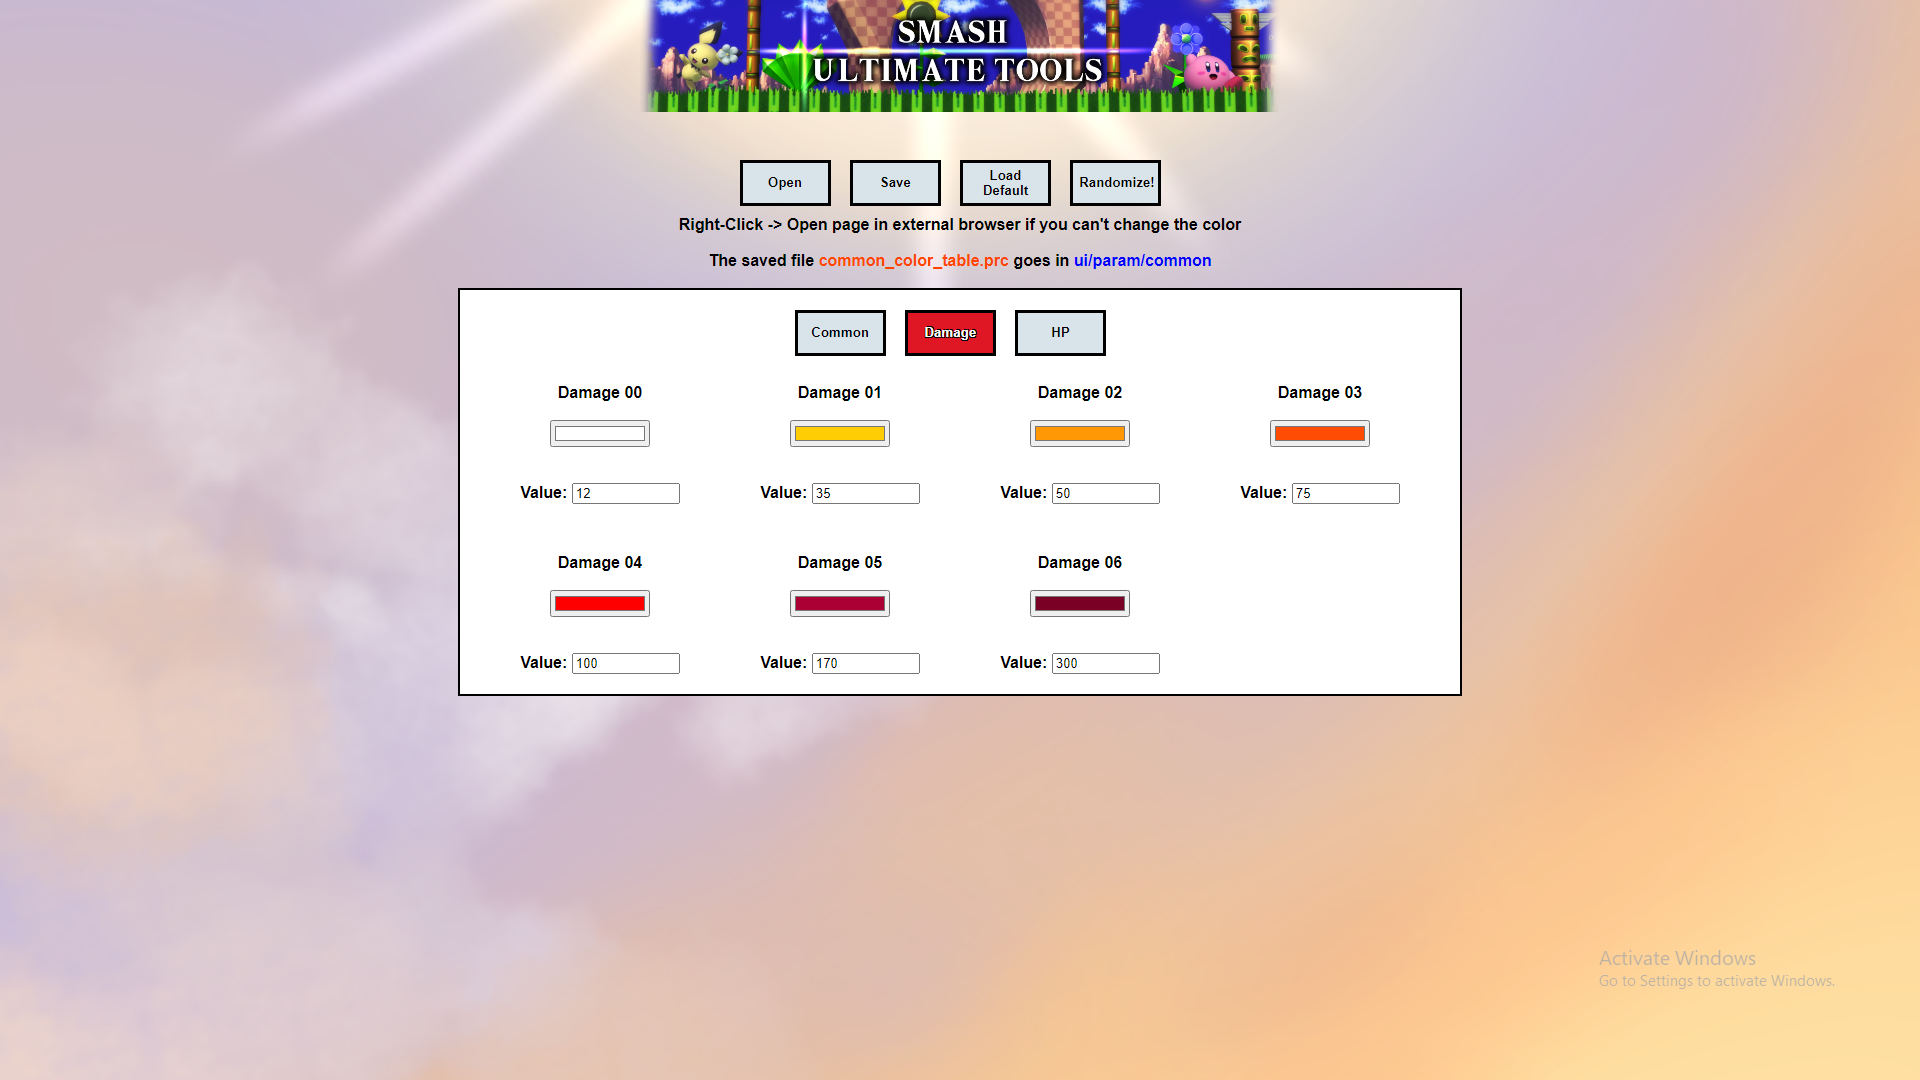 SMASH
ULTIMATE TOOLS
Open
Save
Load
Default
Randomize!
Right-Click -> Open page in external browser if you can't change the color
The saved file common_color_table.prc goes in ui/param/common
Common
Damage
HP
Damage 00
Damage 01
Damage 02
Damage 03
Value: 12
Value: 35
Value: 50
Value: 75
Damage 04
Damage 05
Damage 06
Value: 100
Value: 170
Value: 300
Activate Windows
Go to Settings to activate Windows.